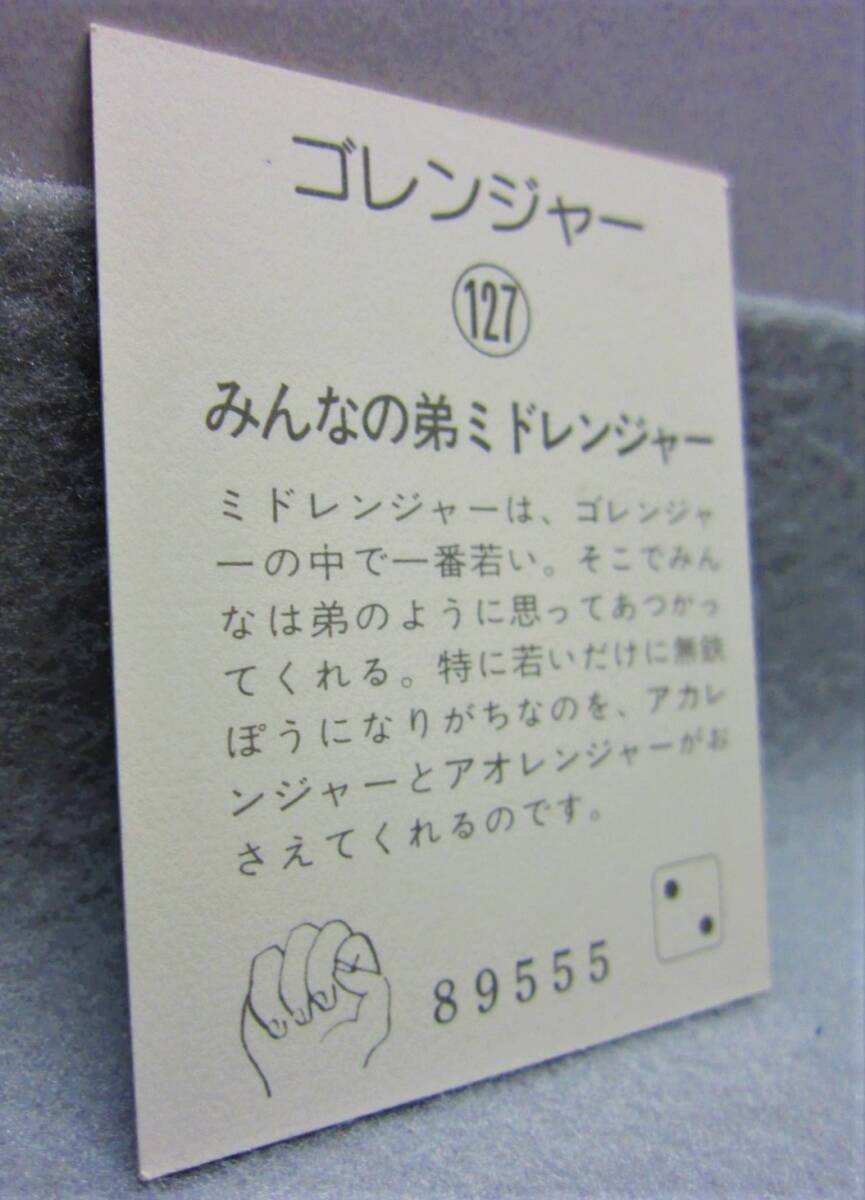 ゴレンジャー
127
みんなの弟ミドレンジャー
ミドレンジャーは、ゴレンジャ
ーの中で一番若い。そこでみん
なは弟のように思ってあつかっ
てくれる。特に若いだけに無鉄
ぽうになりがちなのを、アカレ
ンジャーとアオレンジャーがお
さえてくれるのです。
89555